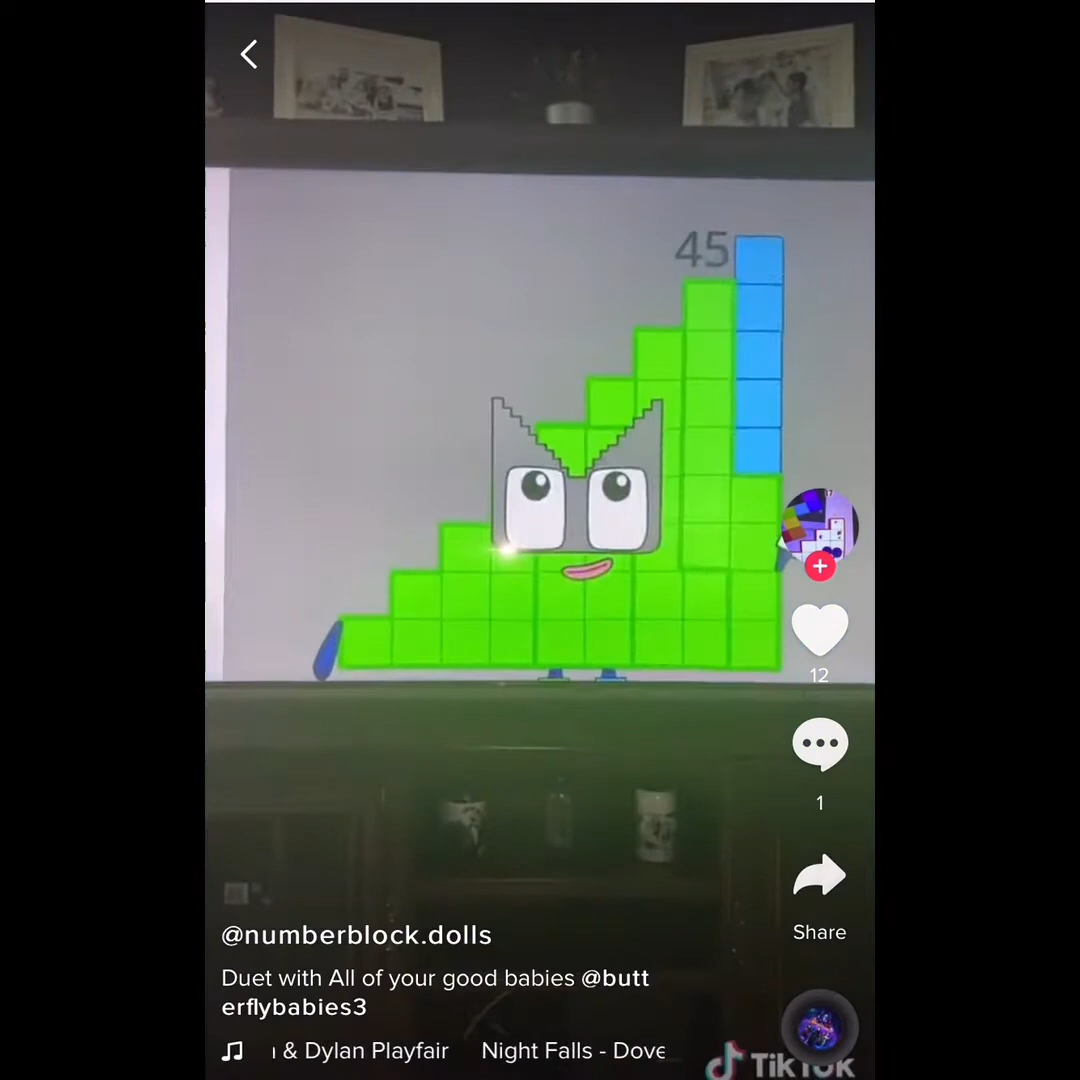 45
12
1
Share
@numberblock.dolls
Duet with All of your good babies @butt
erflybabies3
& Dylan Playfair Night Falls - Dove
TikTok